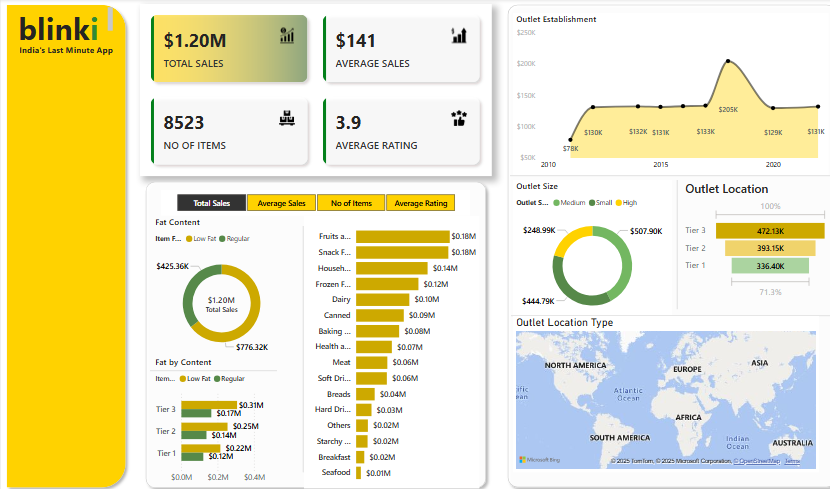 blinki
India's Last Minute App
$1.20M
TOTAL SALES
$141
AVERAGE SALES
8523
NO OF ITEMS
3.9
AVERAGE RATING
Total Sales
Average Sales
No of Items
Average Rating
Fat Content
Item F... Low Fat Regular
$425.36K
$1.20M
Total Sales
$776.32K
Fat by Content
Item... Low Fat Regular
Tier 3 $0.31M
$0.17M
Tier 2 $0.25M
$0.14M
Tier 1 $0.22M
$0.12M
$0.0M $0.2M $0.4M
Fruits a... $0.18M
Snack F... $0.18M
Househ... $0.14M
Frozen F... $0.12M
Dairy $0.10M
Canned $0.09M
Baking ... $0.08M
Health a... $0.07M
Meat $0.06M
Soft Dri... $0.06M
Breads $0.04M
Hard Dri... $0.03M
Others $0.02M
Starchy ... $0.02M
Breakfast $0.02M
Seafood $0.01M
Outlet Establishment
$250K
$200K
$150K
$100K
$50K
$78K
$130K
$132K
$131K
$133K
$205K
$129K
$131K
2010 2015 2020
Outlet Size
Outlet S... Medium Small High
$248.99K
$507.90K
$444.79K
Outlet Location
100%
Tier 3 472.13K
Tier 2 393.15K
Tier 1 336.40K
71.3%
Outlet Location Type
NORTH AMERICA
EUROPE
ASIA
ific
ean
Atlantic
Ocean
AFRICA
SOUTH AMERICA
Indian
Ocean
AUSTRALIA
Microsoft Bing
© 2025 TomTom, © 2025 Microsoft Corporation, © OpenStreetMap Terms